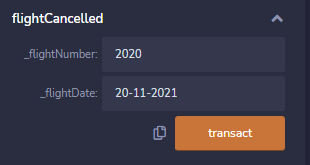 flightCancelled
_flightNumber: 2020
_flightDate: 20-11-2021
transact